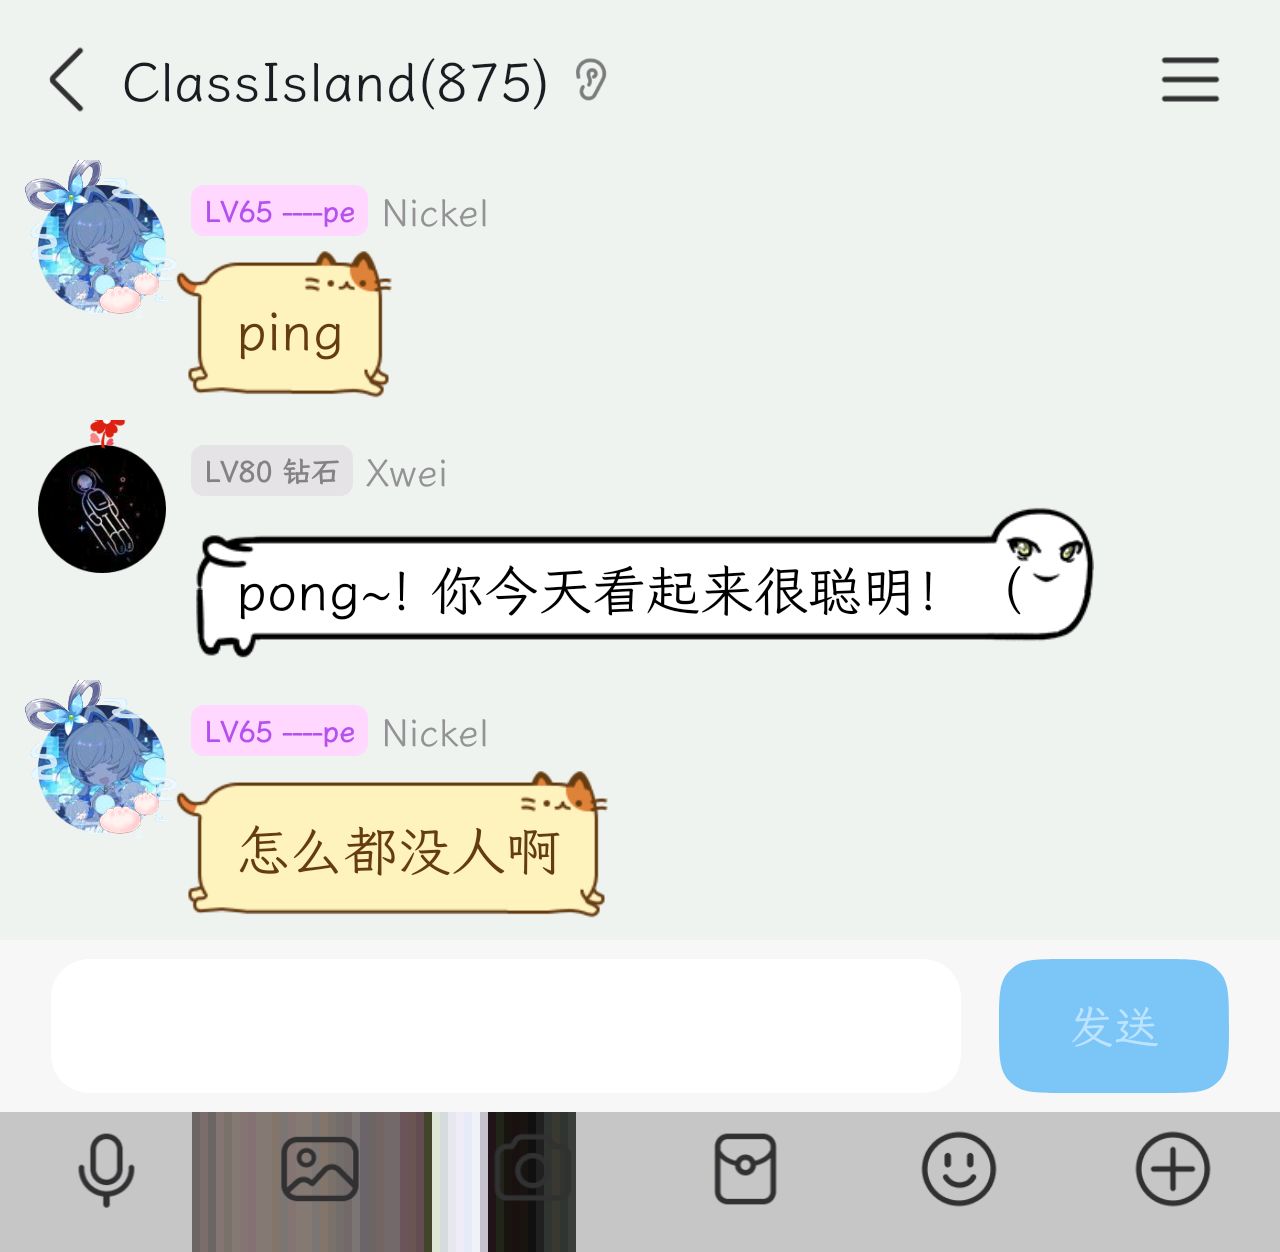 ClassIsland(875)
LV65 ----pe Nickel
ping
LV80 钻石 Xwei
pong~! 你今天看起来很聪明! （
LV65 ----pe Nickel
怎么都没人啊
发送